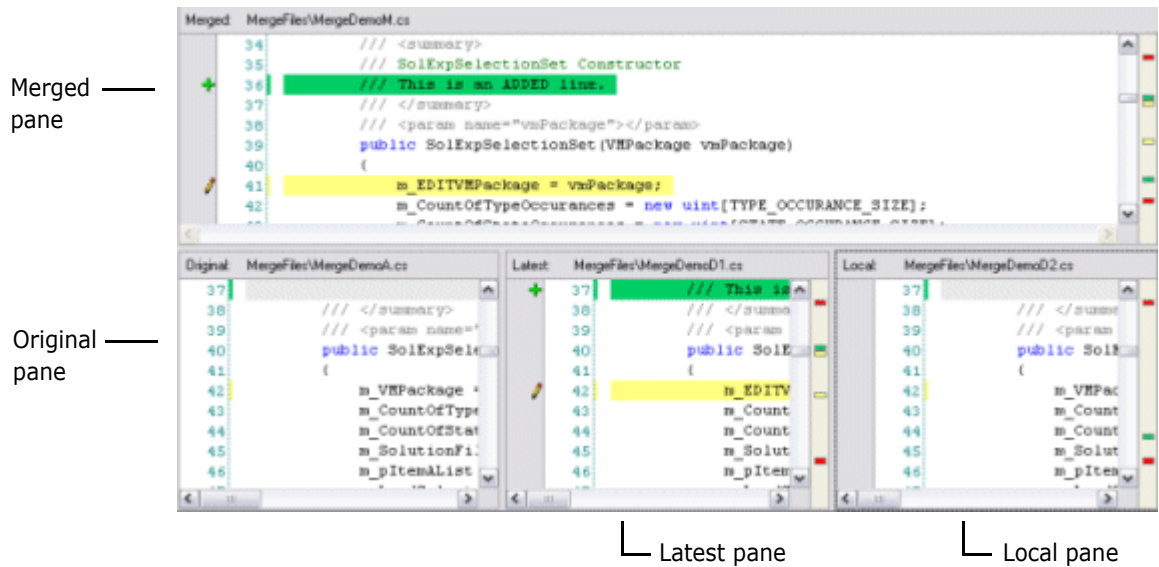 Merged: MergeFiles\MergeDemoM.cs
34 /// <summary>
35 /// SolExpSelectionSet Constructor
36 /// This is an ADDED line.
37 /// </summary>
38 /// <param name="vmPackage"></param>
39 public SolExpSelectionSet(VMPackage vmPackage)
40 {
41 m_EDITVMPackage = vmPackage;
42 m_CountOfTypeOccurances = new uint[TYPE_OCCURANCE_SIZE];
Merged
pane
Original: MergeFiles\MergeDemoA.cs
37
38 /// </summary>
39 /// <param name="
40 public SolExpSele
41 {
42 m_VMPackage =
43 m_CountOfType
44 m_CountOfStat
45 m_SolutionFi
46 m_pItemAList
Original
pane
Latest: MergeFiles\MergeDemoD1.cs
37 /// This is
38 /// </summa
39 /// <param
40 public SolE
41 {
42 m_EDITV
43 m_Count
44 m_Count
45 m_Solut
46 m_pItem
Local: MergeFiles\MergeDemoD2.cs
37
38 /// </summa
39 /// <param
40 public SolE
41 {
42 m_VMPac
43 m_Count
44 m_Count
45 m_Solut
46 m_pItem
Latest pane
Local pane